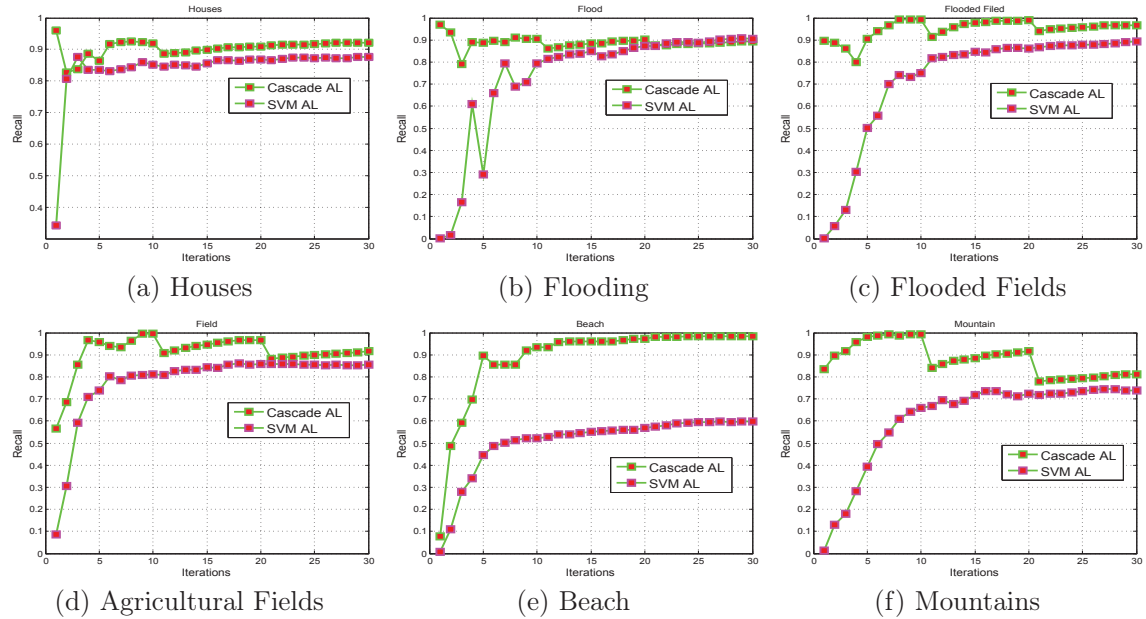 Houses
Recall
1
0.9
0.8
0.7
0.6
0.5
0.4
Cascade AL
SVM AL
0 5 10 15 20 25 30
Iterations
(a) Houses
Flood
Recall
1
0.9
0.8
0.7
0.6
0.5
0.4
0.3
0.2
0.1
0
Cascade AL
SVM AL
0 5 10 15 20 25 30
Iterations
(b) Flooding
Flooded Filed
Recall
1
0.9
0.8
0.7
0.6
0.5
0.4
0.3
0.2
0.1
0
Cascade AL
SVM AL
0 5 10 15 20 25 30
Iterations
(c) Flooded Fields
Field
Recall
1
0.9
0.8
0.7
0.6
0.5
0.4
0.3
0.2
0.1
0
Cascade AL
SVM AL
0 5 10 15 20 25 30
Iterations
(d) Agricultural Fields
Beach
Recall
1
0.9
0.8
0.7
0.6
0.5
0.4
0.3
0.2
0.1
0
Cascade AL
SVM AL
0 5 10 15 20 25 30
Iterations
(e) Beach
Mountain
Recall
1
0.9
0.8
0.7
0.6
0.5
0.4
0.3
0.2
0.1
0
Cascade AL
SVM AL
0 5 10 15 20 25 30
Iterations
(f) Mountains